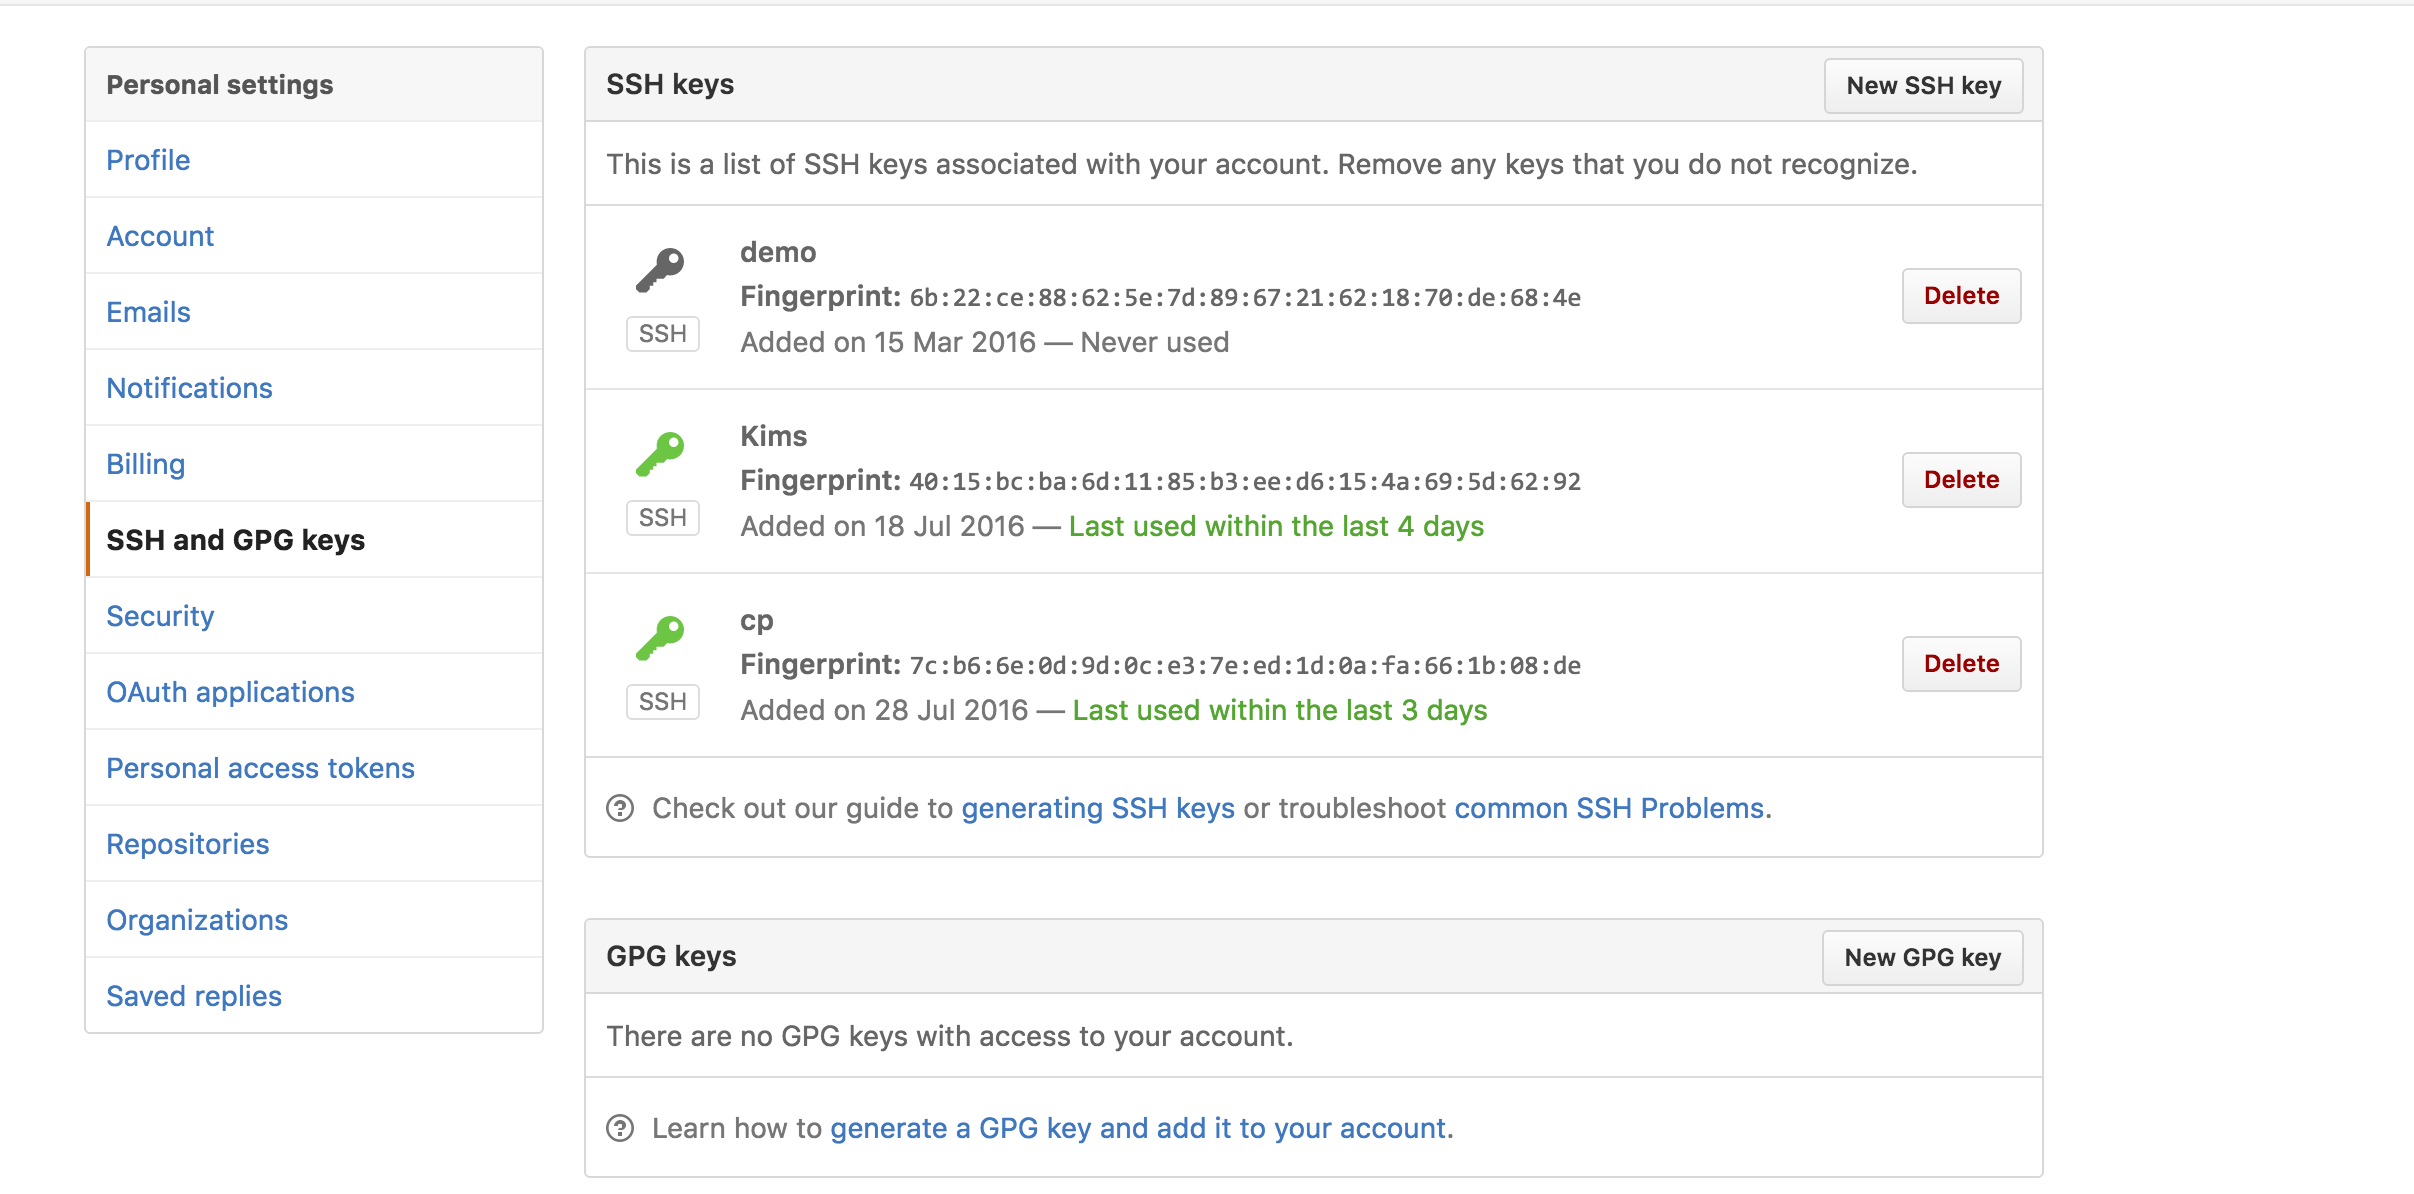 Personal settings
Profile
Account
Emails
Notifications
Billing
SSH and GPG keys
Security
OAuth applications
Personal access tokens
Repositories
Organizations
Saved replies
SSH keys
New SSH key
This is a list of SSH keys associated with your account. Remove any keys that you do not recognize.
demo
Fingerprint: 6b:22:ce:88:62:5e:7d:89:67:21:62:18:70:de:68:4e
Added on 15 Mar 2016 — Never used
SSH
Delete
Kims
Fingerprint: 40:15:bc:ba:6d:11:85:b3:ee:d6:15:4a:69:5d:62:92
Added on 18 Jul 2016 — Last used within the last 4 days
SSH
Delete
cp
Fingerprint: 7c:b6:6e:0d:9d:0c:e3:7e:ed:1d:0a:fa:66:1b:08:de
Added on 28 Jul 2016 — Last used within the last 3 days
SSH
Delete
Check out our guide to generating SSH keys or troubleshoot common SSH Problems.
GPG keys
New GPG key
There are no GPG keys with access to your account.
Learn how to generate a GPG key and add it to your account.